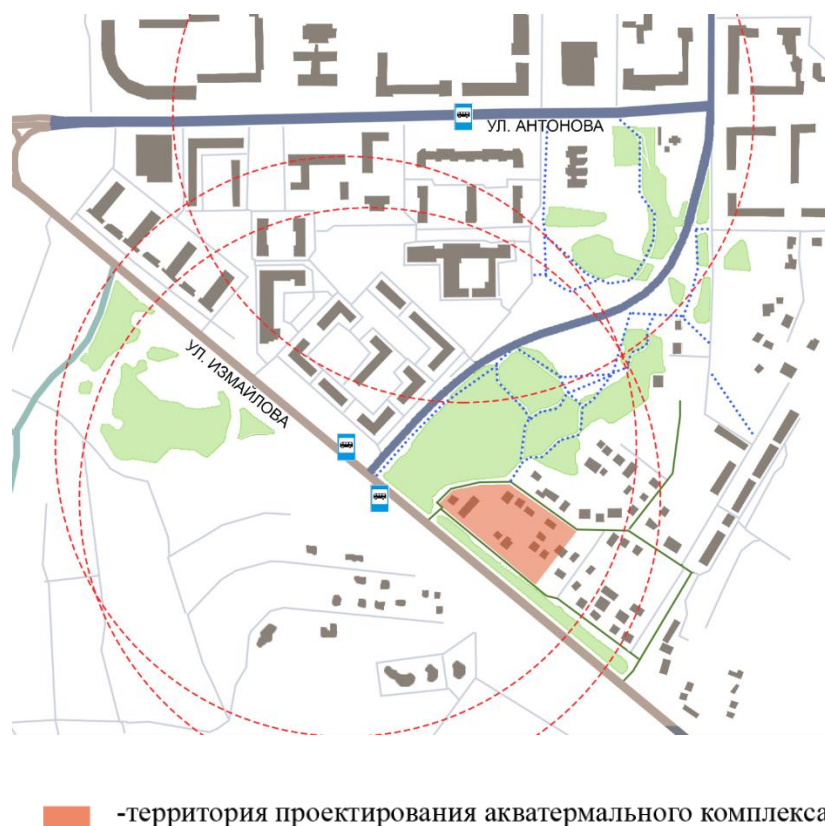 УЛ. АНТОНОВА
УЛ. ИЗМАЙЛОВА
-территория проектирования акватермального комплекса